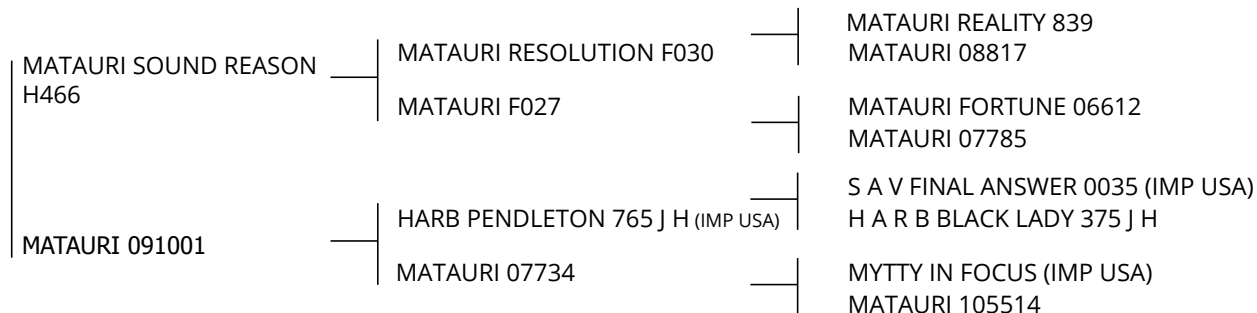 MATAURI REALITY 839
MATAURI SOUND REASON
H466
MATAURI RESOLUTION F030
MATAURI 08817
MATAURI F027
MATAURI FORTUNE 06612
MATAURI 07785
S A V FINAL ANSWER 0035 (IMP USA)
HARB PENDLETON 765 J H (IMP USA)
H A R B BLACK LADY 375 J H
MATAURI 091001
MATAURI 07734
MYTTY IN FOCUS (IMP USA)
MATAURI 105514